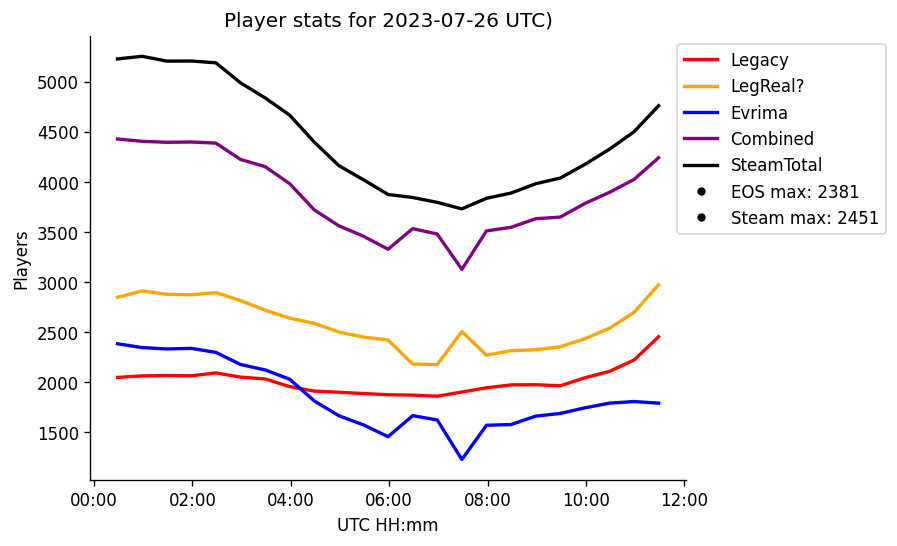 Player stats for 2023-07-26 UTC)
Legacy
LegReal?
Evrima
Combined
SteamTotal
EOS max: 2381
Steam max: 2451
Players
5000
4500
4000
3500
3000
2500
2000
1500
00:00 02:00 04:00 06:00 08:00 10:00 12:00
UTC HH:mm